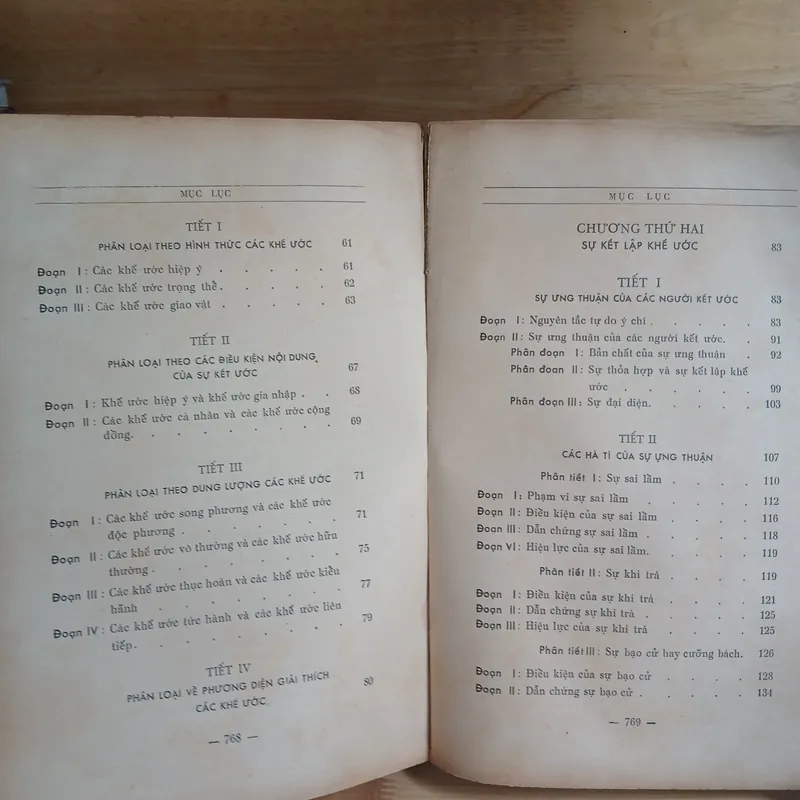 MỤC LỤC
TIẾT I
PHÂN LOẠI THEO HÌNH THỨC CÁC KHẾ ƯỚC 61
Đoạn I : Các khế ước hiệp ý . . . . . 61
Đoạn II : Các khế ước trọng thể . . . . . 62
Đoạn III : Các khế ước giao vật . . . . . 63
TIẾT II
PHÂN LOẠI THEO CÁC ĐIỀU KIỆN NỘI DUNG
CỦA SỰ KẾT ƯỚC 67
Đoạn I : Khế ước hiệp ý và khế ước gia nhập . . 68
Đoạn II : Các khế ước cá nhân và các khế ước cộng
đồng. . . . . . . . 69
TIẾT III
PHÂN LOẠI THEO DUNG LƯỢNG CÁC KHẾ ƯỚC 71
Đoạn I : Các khế ước song phương và các khế ước
độc phương . . . . . . 71
Đoạn II : Các khế ước vô thường và các khế ước hữu
thường . . . . . . . 75
Đoạn III : Các khế ước thục hoán và các khế ước kiểu
hãnh . . . . . . . 77
Đoạn IV : Các khế ước tức hành và các khế ước liên
tiếp. . . . . . . . 79
TIẾT IV
PHÂN LOẠI VỀ PHƯƠNG DIỆN GIẢI THÍCH
CÁC KHẾ ƯỚC 80
— 768 —
MỤC LỤC
CHƯƠNG THỨ HAI
SỰ KẾT LẬP KHẾ ƯỚC 83
TIẾT I
SỰ ƯNG THUẬN CỦA CÁC NGƯỜI KẾT ƯỚC 83
Đoạn I : Nguyên tắc tự do ý chí . . . . . 83
Đoạn II : Sự ưng thuận của các người kết ước. . . 91
Phân đoạn I : Bản chất của sự ưng thuận . . 92
Phân đoạn II : Sự thỏa hợp và sự kết lập khế
ước . . . . . . 99
Phân đoạn III : Sự đại diện. . . . . 103
TIẾT II
CÁC HÀ TÌ CỦA SỰ ƯNG THUẬN 107
Phân tiết I : Sự sai lầm . . . . 110
Đoạn I : Phạm vi sự sai lầm . . . . 112
Đoạn II : Điều kiện của sự sai lầm . . . . 116
Đoạn III : Dẫn chứng sự sai lầm . . . . . 118
Đoạn VI : Hiệu lực của sự sai lầm. . . . . 119
Phân tiết II : Sự khi trá . . . . 119
Đoạn I : Điều kiện của sự khi trá . . . . 121
Đoạn II : Dẫn chứng sự khi trá . . . . . 125
Đoạn III : Hiệu lực của sự khi trá . . . . 125
Phân tiết III : Sự bạo cử hay cưỡng bách. 126
Đoạn I : Điều kiện của sự bạo cử . . . . 128
Đoạn II : Dẫn chứng sự bạo cử . . . . . 134
— 769 —